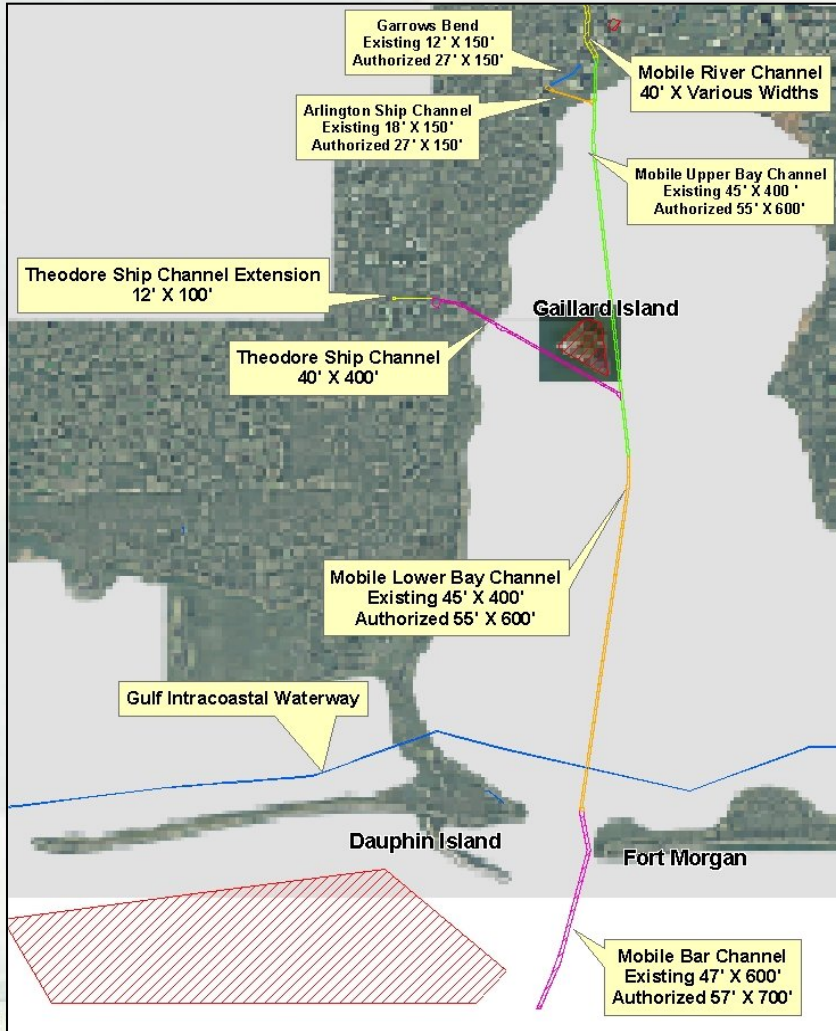 Garrows Bend
Existing 12' X 150'
Authorized 27' X 150'
Mobile River Channel
40' X Various Widths
Arlington Ship Channel
Existing 18' X 150'
Authorized 27' X 150'
Mobile Upper Bay Channel
Existing 45' X 400 '
Authorized 55' X 600'
Theodore Ship Channel Extension
12' X 100'
Gaillard Island
Theodore Ship Channel
40' X 400'
Mobile Lower Bay Channel
Existing 45' X 400'
Authorized 55' X 600'
Gulf Intracoastal Waterway
Dauphin Island
Fort Morgan
Mobile Bar Channel
Existing 47' X 600'
Authorized 57' X 700'